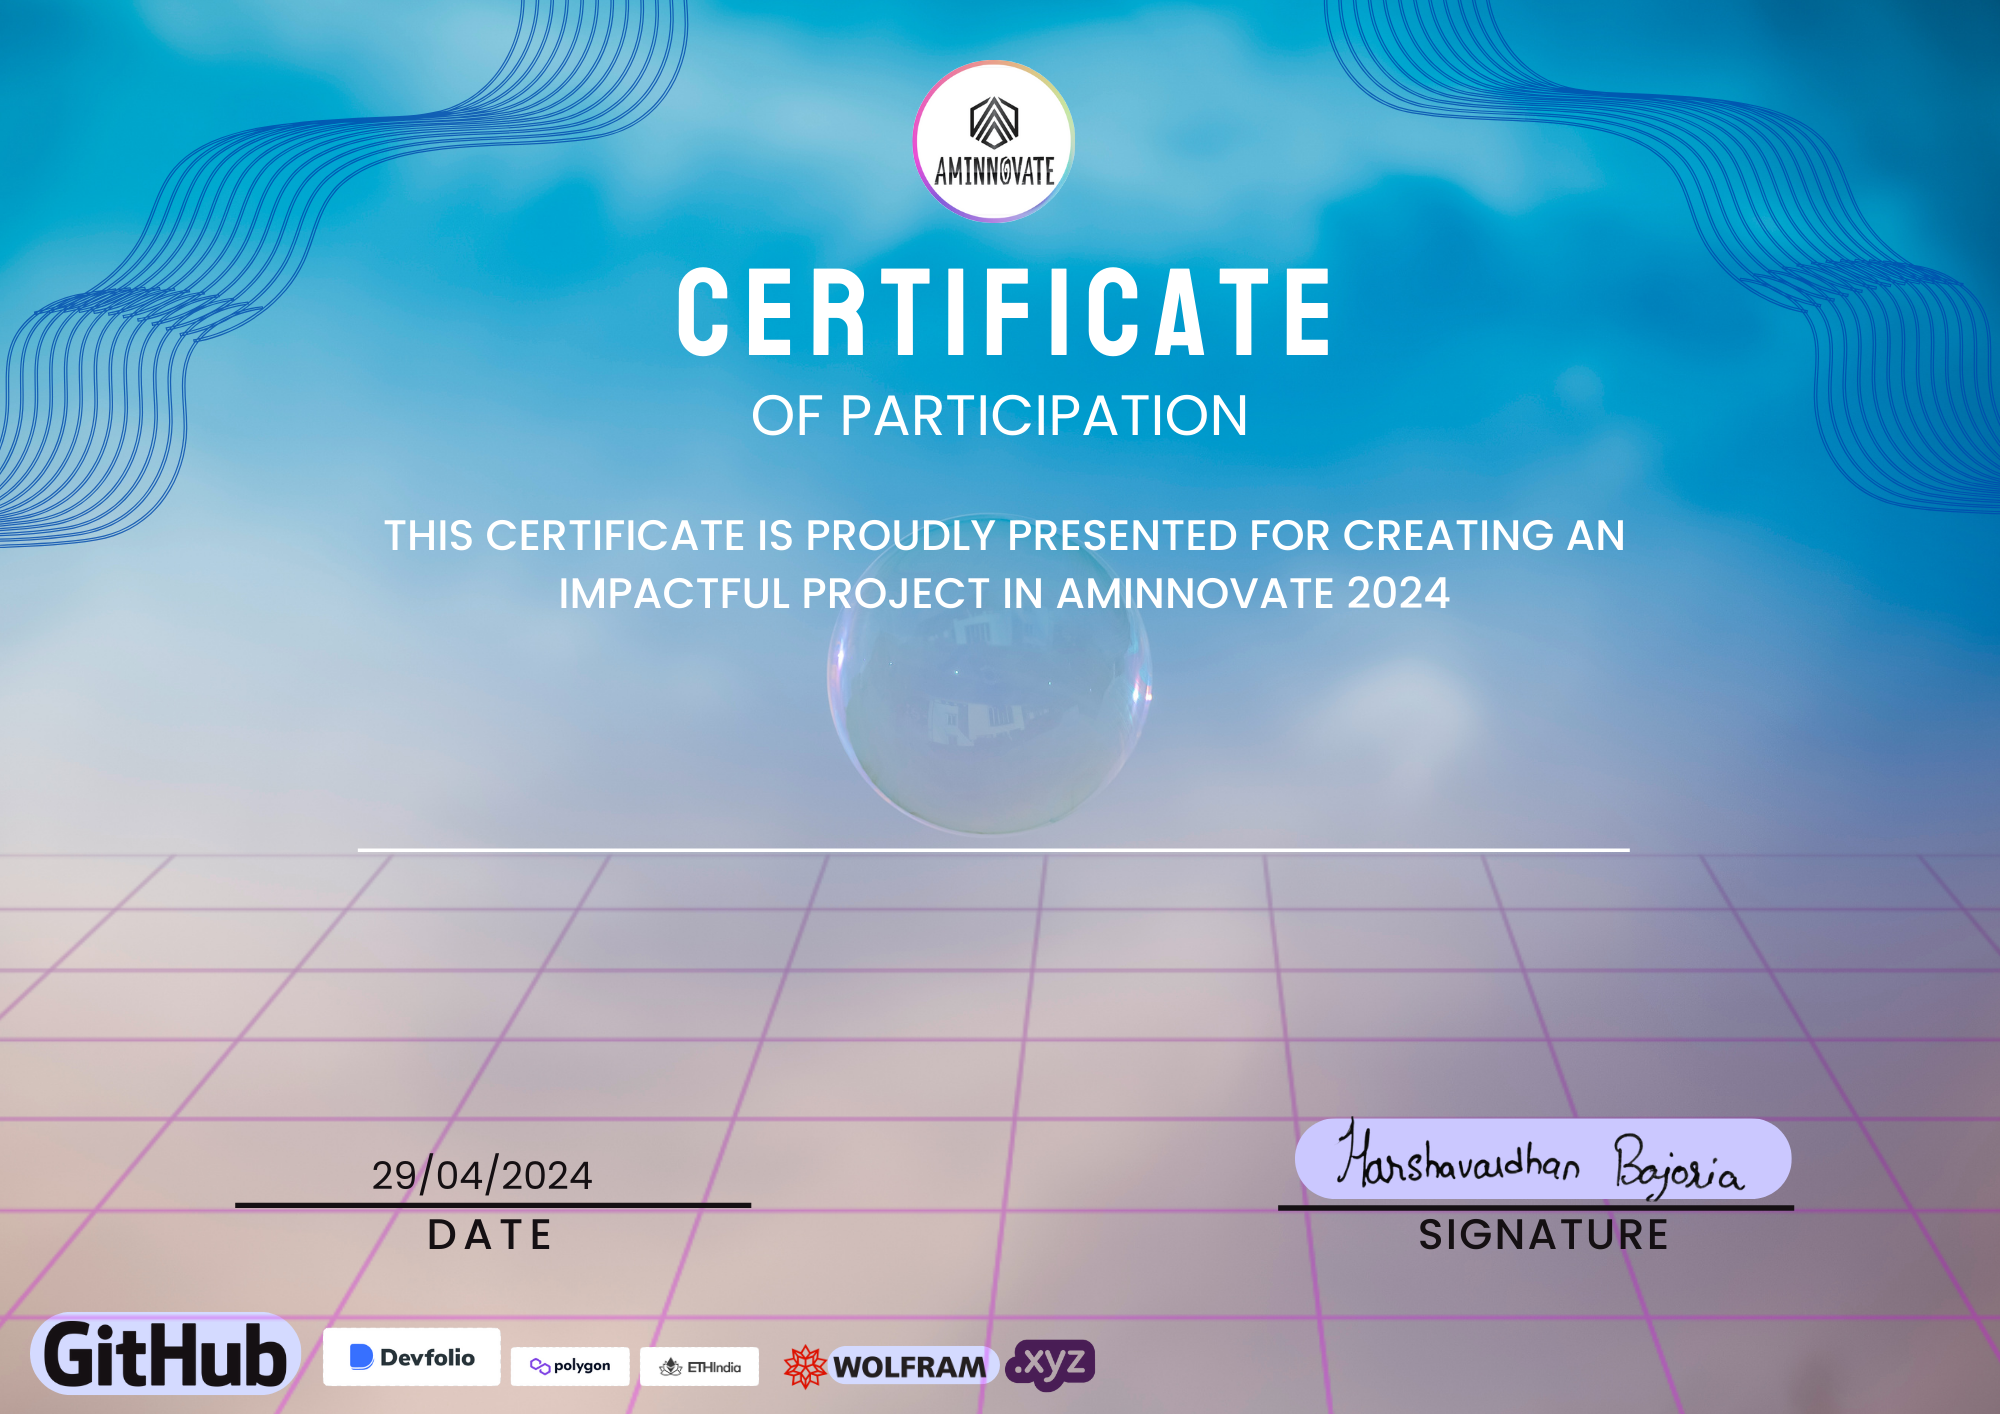 AMINNOVATE
CERTIFICATE
OF PARTICIPATION
THIS CERTIFICATE IS PROUDLY PRESENTED FOR CREATING AN
IMPACTFUL PROJECT IN AMINNOVATE 2024
29/04/2024
DATE
Harshavardhan Bajoria
SIGNATURE
GitHub
Devfolio
polygon
ETHIndia
WOLFRAM
.xyz